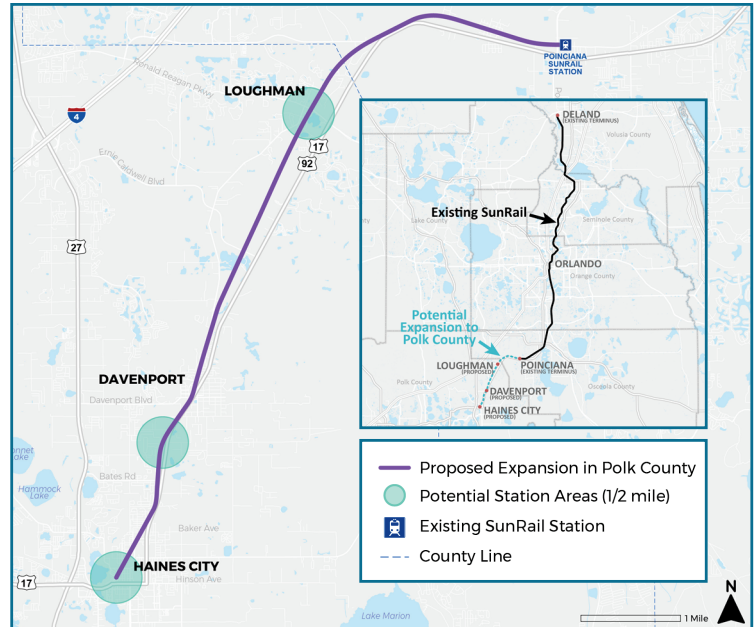 POINCIANA
SUNRAIL
STATION
Ronald Reagan Pkwy
LOUGHMAN
4
17
92
Ernie Caldwell Blvd
27
DAVENPORT
Davenport Blvd
Bates Rd
Hammock
Lake
Baker Ave
HAINES CITY
Hinson Ave
17
Lake Marion
DELAND
(EXISTING TERMINUS)
Volusia County
Existing SunRail
Lake County
Seminole County
ORLANDO
Orange County
Potential
Expansion to
Polk County
LOUGHMAN
(PROPOSED)
POINCIANA
(EXISTING TERMINUS)
Polk County
Osceola County
DAVENPORT
(PROPOSED)
HAINES CITY
(PROPOSED)
Proposed Expansion in Polk County
Potential Station Areas (1/2 mile)
Existing SunRail Station
County Line
N
1 Mile